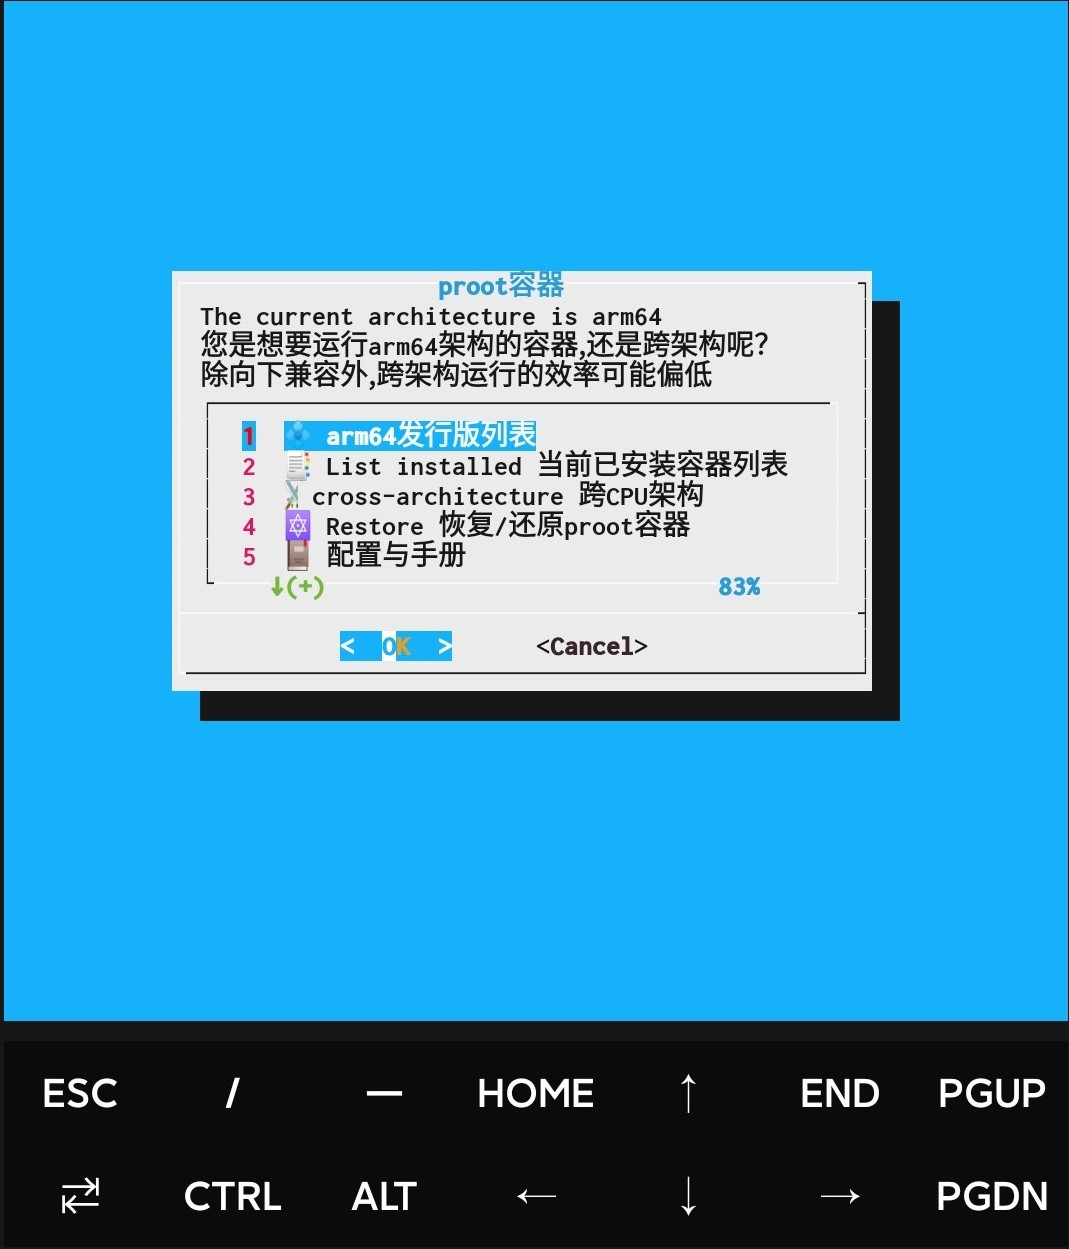 proot容器
The current architecture is arm64
您是想要运行arm64架构的容器,还是跨架构呢?
除向下兼容外,跨架构运行的效率可能偏低
1 arm64发行版列表
2 List installed 当前已安装容器列表
3 cross-architecture 跨CPU架构
4 Restore 恢复/还原proot容器
5 配置与手册
↓(+) 83%
< OK > <Cancel>
ESC / — HOME ↑ END PGUP
CTRL ALT ← ↓ → PGDN